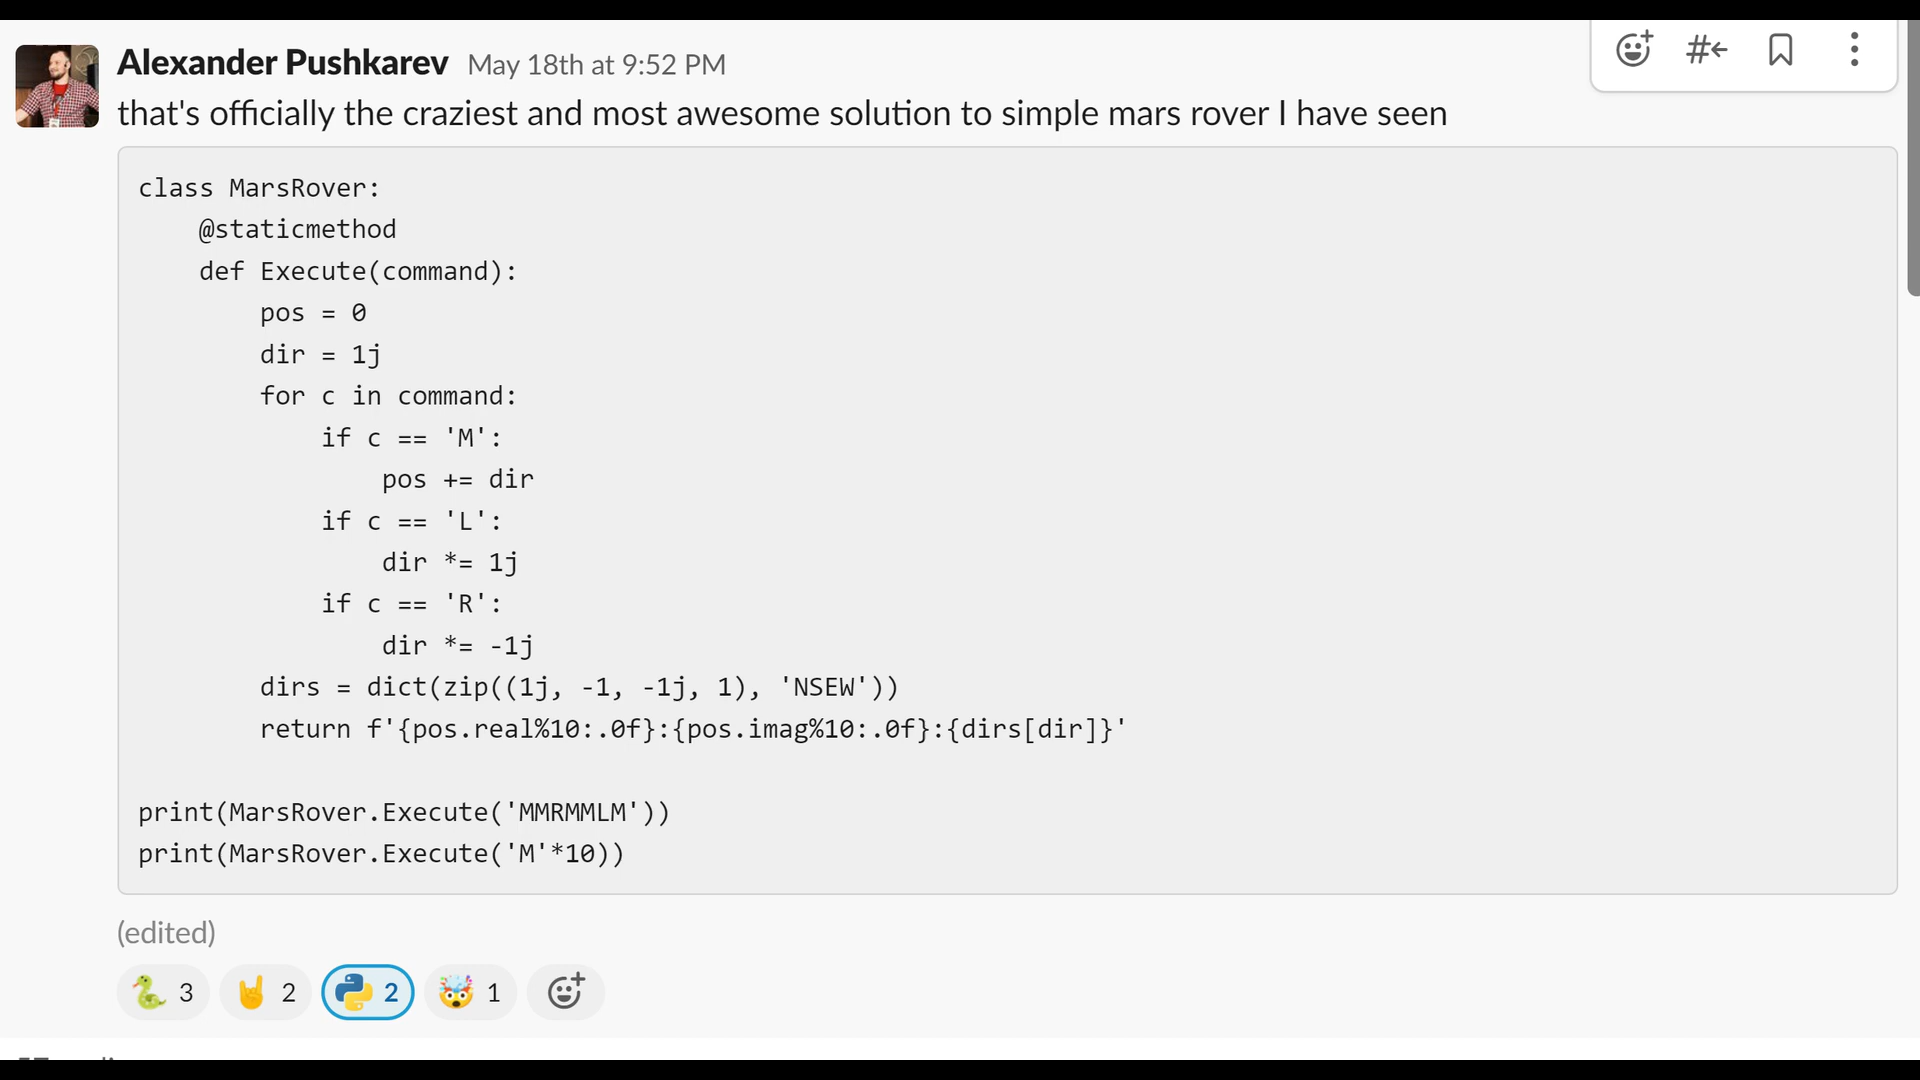 Alexander Pushkarev May 18th at 9:52 PM
that's officially the craziest and most awesome solution to simple mars rover I have seen
class MarsRover:
    @staticmethod
    def Execute(command):
        pos = 0
        dir = 1j
        for c in command:
            if c == 'M':
                pos += dir
            if c == 'L':
                dir *= 1j
            if c == 'R':
                dir *= -1j
        dirs = dict(zip((1j, -1, -1j, 1), 'NSEW'))
        return f'{pos.real%10:.0f}:{pos.imag%10:.0f}:{dirs[dir]}'
print(MarsRover.Execute('MMRMMLM'))
print(MarsRover.Execute('M'*10))
(edited)
3 2 2 1